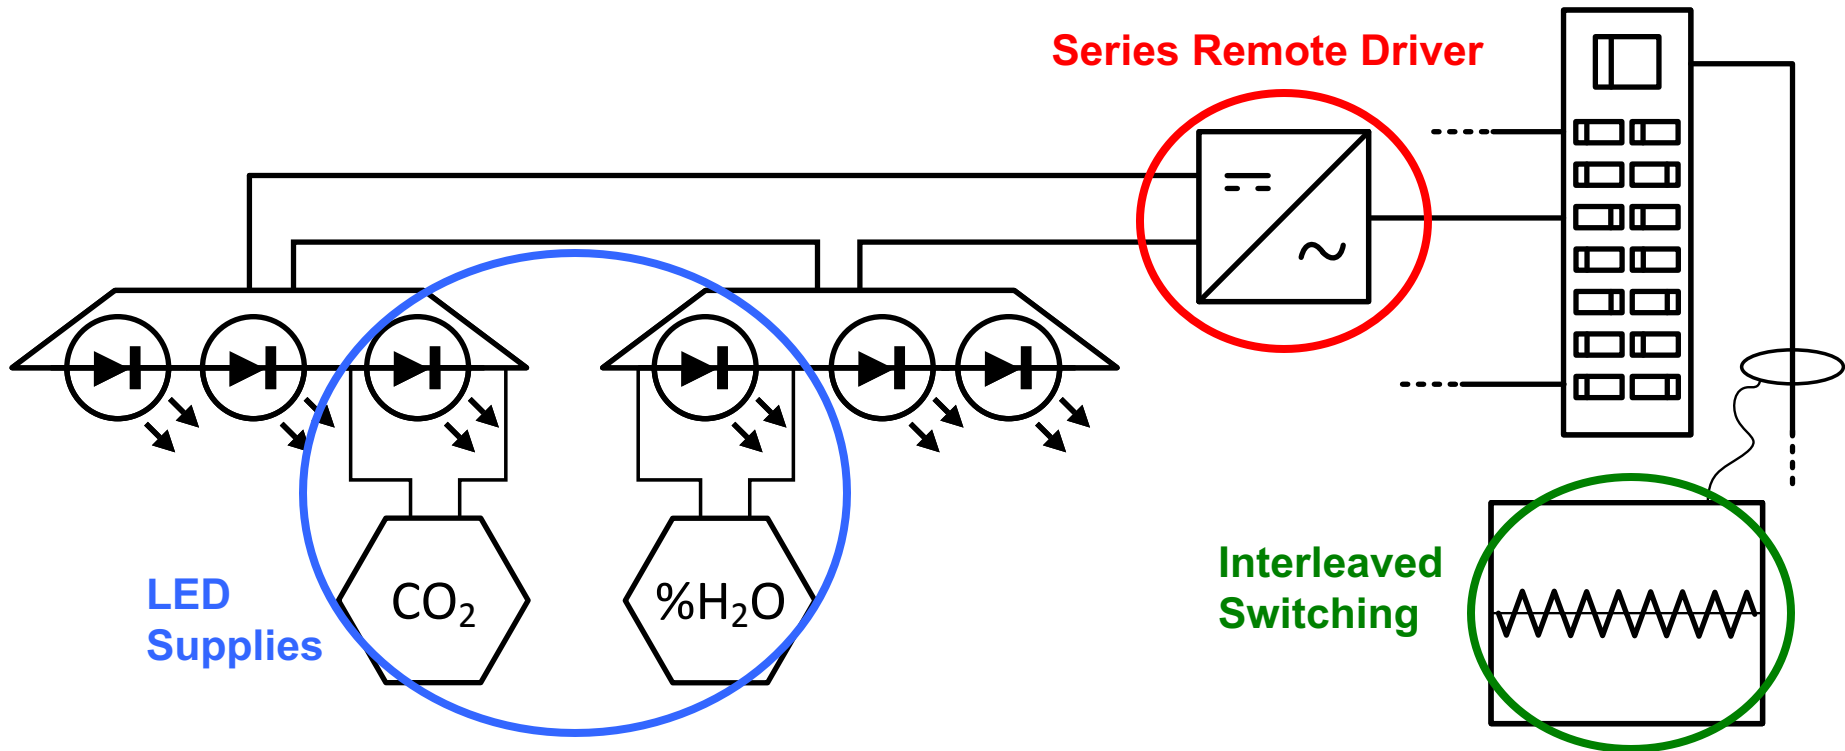 Series Remote Driver
LED
Supplies
CO₂
%H₂O
Interleaved
Switching